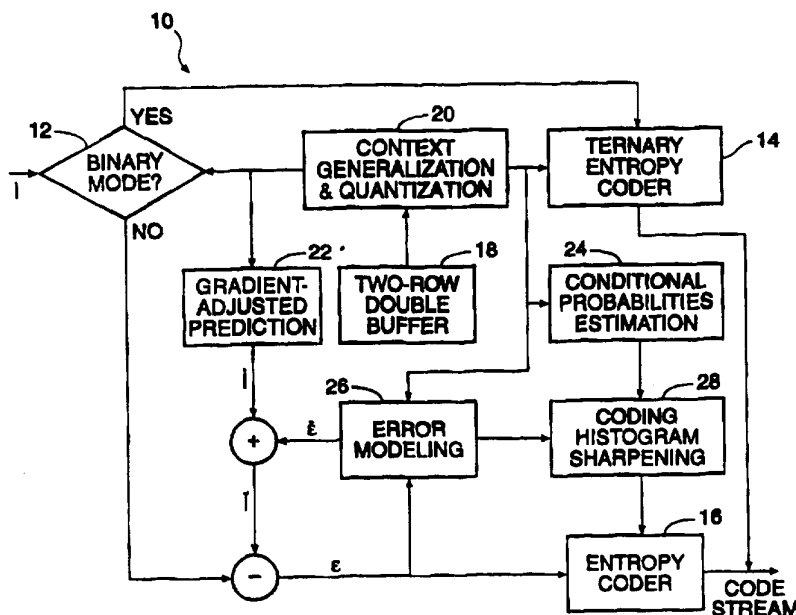 10
12
YES
BINARY
MODE?
I
NO
20
CONTEXT
GENERALIZATION
& QUANTIZATION
TERNARY
ENTROPY
CODER
14
22
GRADIENT-
ADJUSTED
PREDICTION
18
TWO-ROW
DOUBLE
BUFFER
24
CONDITIONAL
PROBABILITIES
ESTIMATION
26
ERROR
MODELING
28
CODING
HISTOGRAM
SHARPENING
+
ε̂
−
ε
16
ENTROPY
CODER
CODE
STREAM